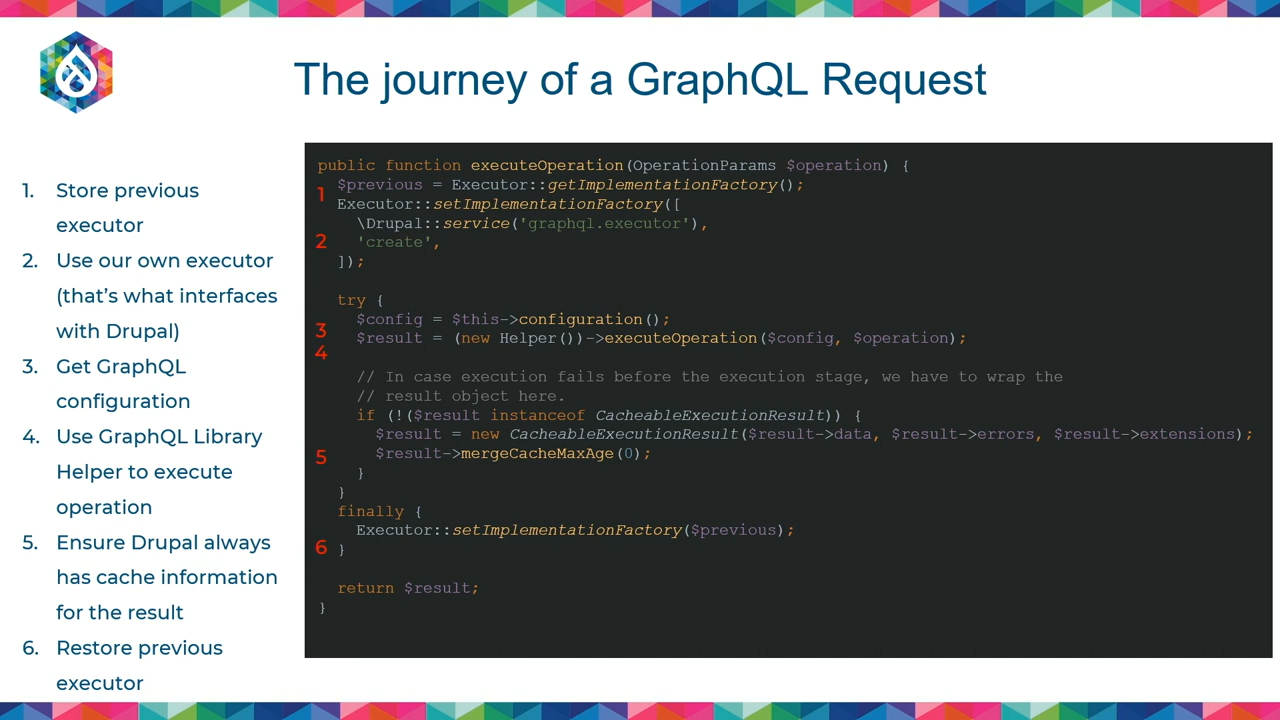 The journey of a GraphQL Request
1. Store previous
executor
2. Use our own executor
(that's what interfaces
with Drupal)
3. Get GraphQL
configuration
4. Use GraphQL Library
Helper to execute
operation
5. Ensure Drupal always
has cache information
for the result
6. Restore previous
executor
public function executeOperation(OperationParams $operation) {
1 $previous = Executor::getImplementationFactory();
Executor::setImplementationFactory([
\Drupal::service('graphql.executor'),
2 'create',
]);
try {
$config = $this->configuration();
3 $result = (new Helper())->executeOperation($config, $operation);
4
// In case execution fails before the execution stage, we have to wrap the
// result object here.
if (!($result instanceof CacheableExecutionResult)) {
$result = new CacheableExecutionResult($result->data, $result->errors, $result->extensions);
5 $result->mergeCacheMaxAge(0);
}
}
finally {
Executor::setImplementationFactory($previous);
6 }
return $result;
}